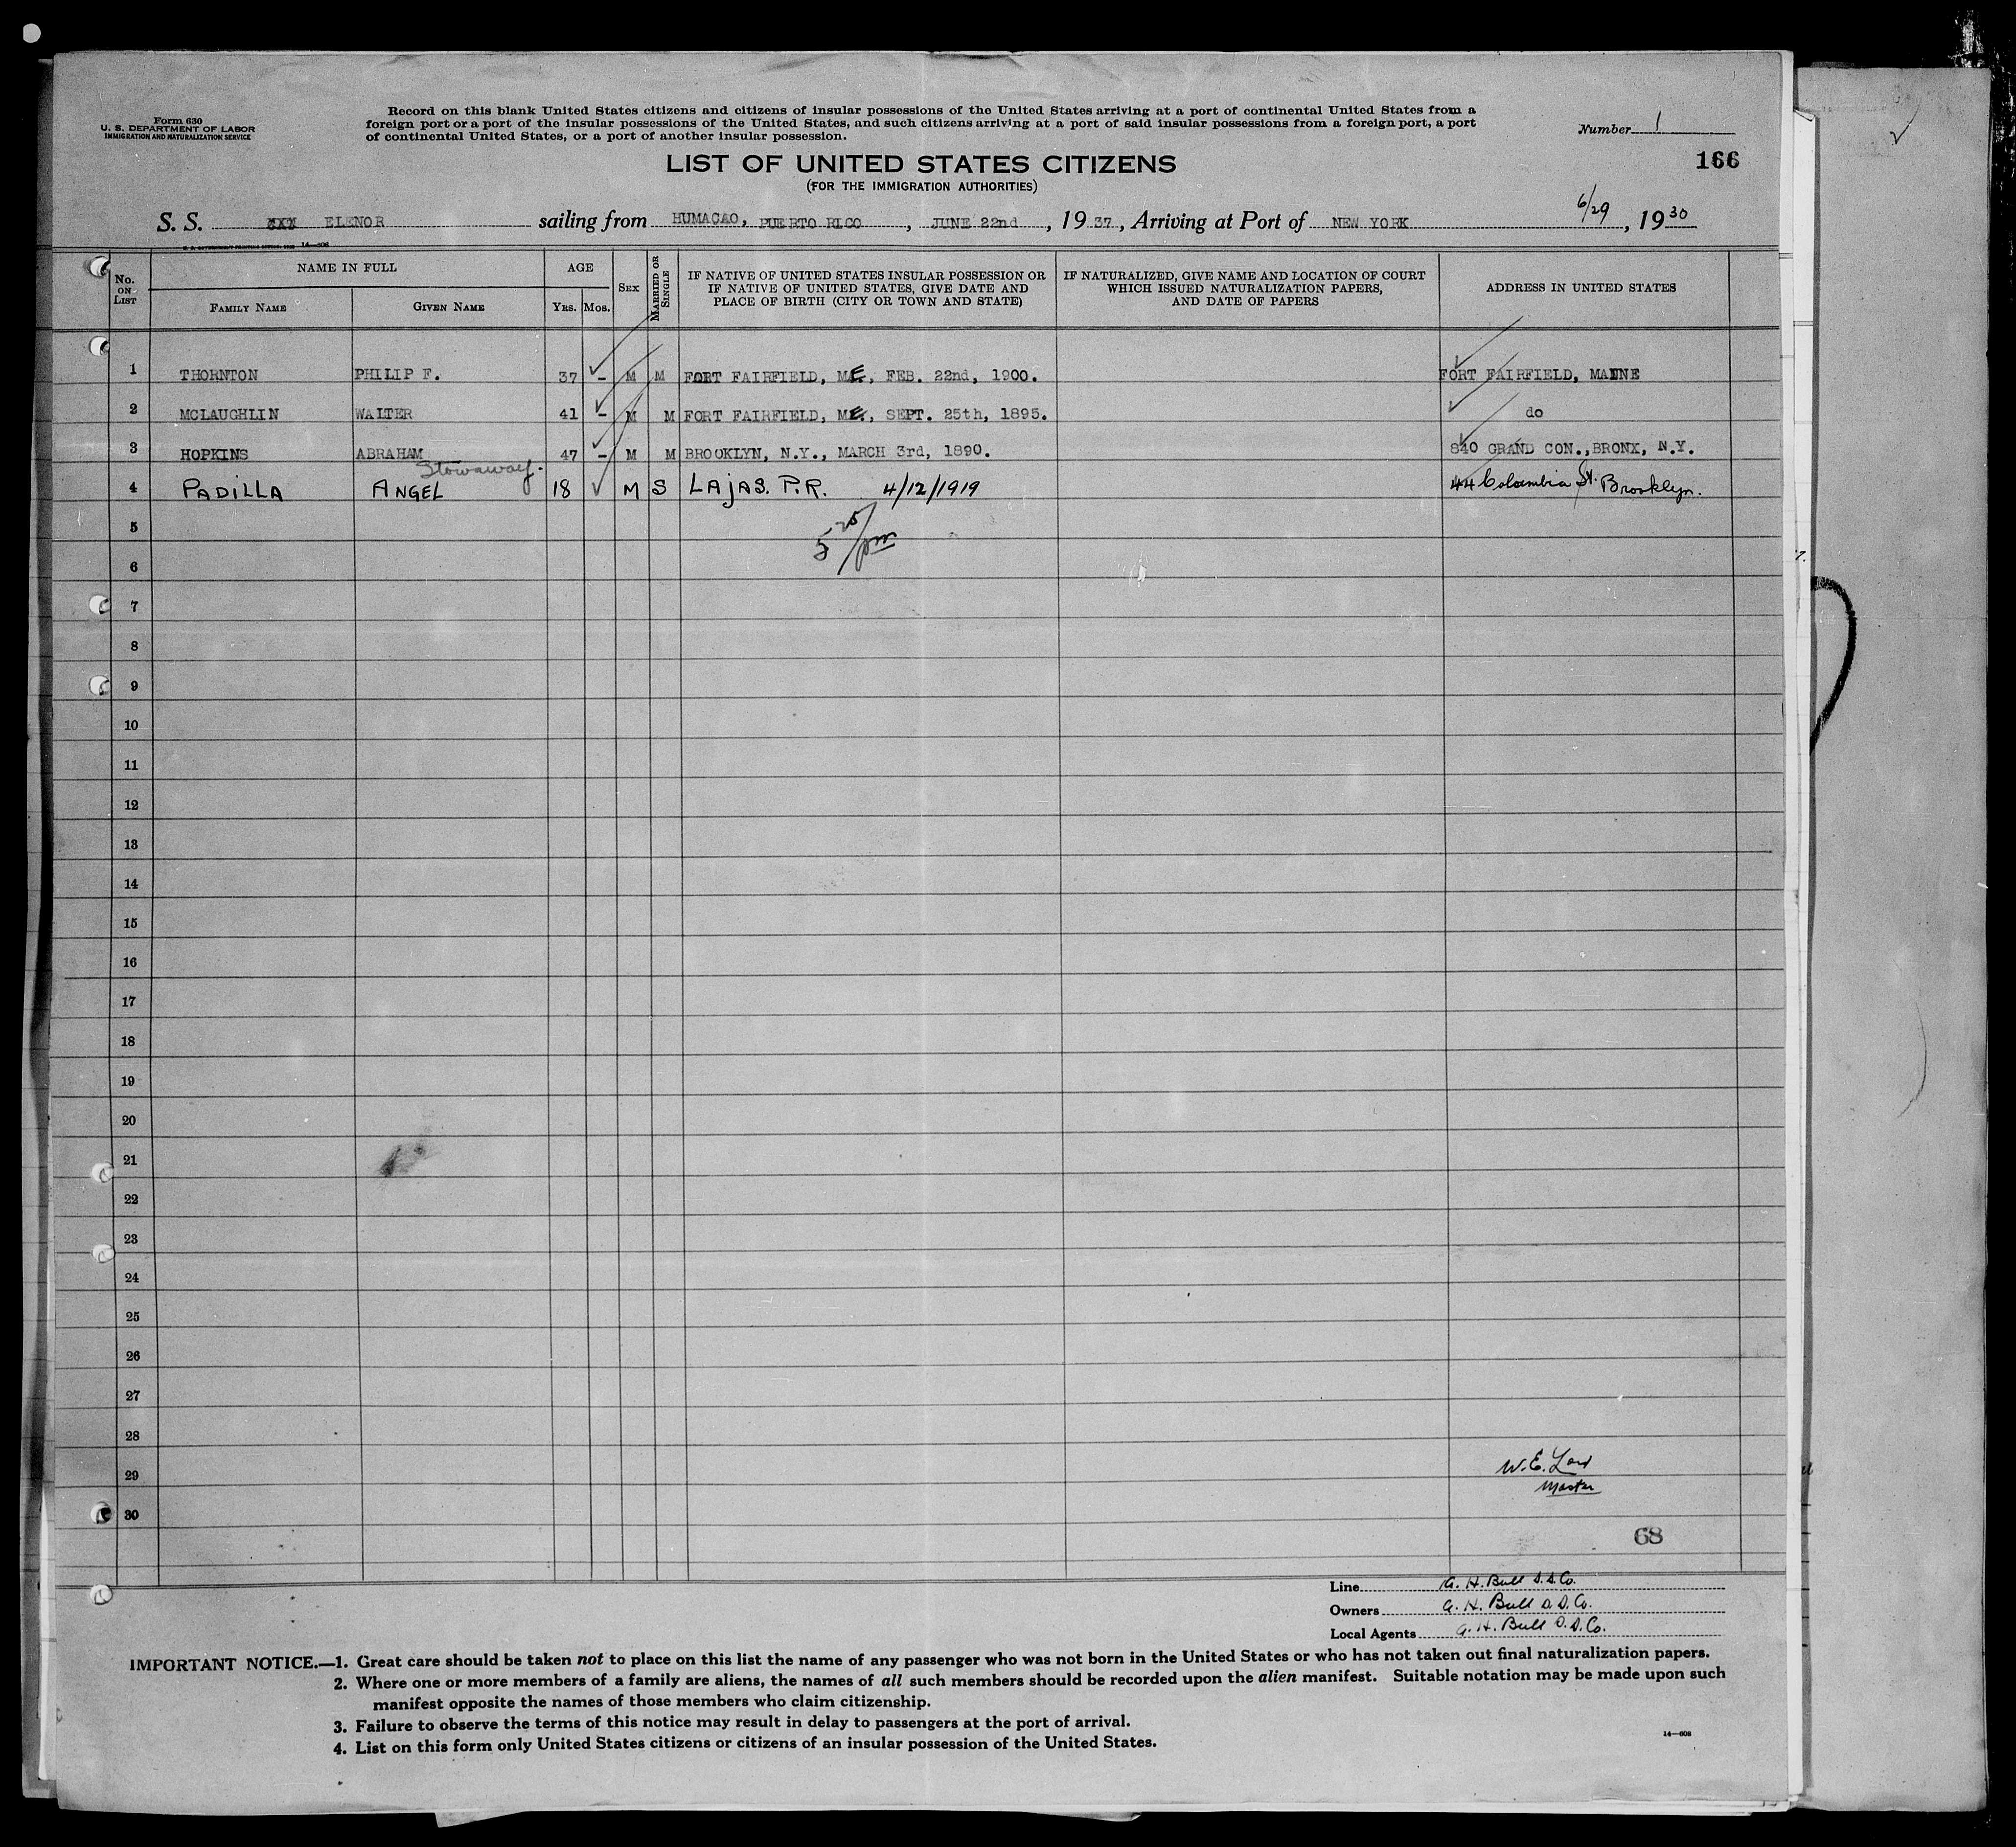 Form 630
U. S. DEPARTMENT OF LABOR
IMMIGRATION AND NATURALIZATION SERVICE
Record on this blank United States citizens and citizens of insular possessions of the United States arriving at a port of continental United States from a
foreign port or a port of the insular possessions of the United States, and such citizens arriving at a port of said insular possessions from a foreign port, a port
of continental United States, or a port of another insular possession.
Number 1
LIST OF UNITED STATES CITIZENS
166
(FOR THE IMMIGRATION AUTHORITIES)
S. S. XXX ELENOR sailing from HUMACAO, PUERTO RICO, JUNE 22nd, 19 37, Arriving at Port of NEW YORK 6/29, 19 30
No. ON LIST
NAME IN FULL
FAMILY NAME
GIVEN NAME
AGE
YRS. MOS.
SEX
MARRIED OR SINGLE
IF NATIVE OF UNITED STATES INSULAR POSSESSION OR
IF NATIVE OF UNITED STATES, GIVE DATE AND
PLACE OF BIRTH (CITY OR TOWN AND STATE)
IF NATURALIZED, GIVE NAME AND LOCATION OF COURT
WHICH ISSUED NATURALIZATION PAPERS,
AND DATE OF PAPERS
ADDRESS IN UNITED STATES
1 THORNTON PHILIP F. 37 - M M FORT FAIRFIELD, ME, FEB. 22nd, 1900. FORT FAIRFIELD, MAINE
2 MCLAUGHLIN WALTER 41 - M M FORT FAIRFIELD, ME, SEPT. 25th, 1895. do
3 HOPKINS ABRAHAM 47 - M M BROOKLYN, N.Y., MARCH 3rd, 1890. 840 GRAND CON., BRONX, N.Y.
Stowaway.
4 PADILLA ANGEL 18 M S LAJAS. P.R. 4/12/1919 44 Columbia St. Brooklyn.
5
5 25/pm
6
7
8
9
10
11
12
13
14
15
16
17
18
19
20
21
22
23
24
25
26
27
28
29
W. E.
Master
30
68
Line A. H. Bull S. S. Co.
Owners A. H. Bull S. S. Co.
Local Agents A. H. Bull S. S. Co.
IMPORTANT NOTICE.—1. Great care should be taken not to place on this list the name of any passenger who was not born in the United States or who has not taken out final naturalization papers.
2. Where one or more members of a family are aliens, the names of all such members should be recorded upon the alien manifest. Suitable notation may be made upon such
manifest opposite the names of those members who claim citizenship.
3. Failure to observe the terms of this notice may result in delay to passengers at the port of arrival.
4. List on this form only United States citizens or citizens of an insular possession of the United States.
14—608